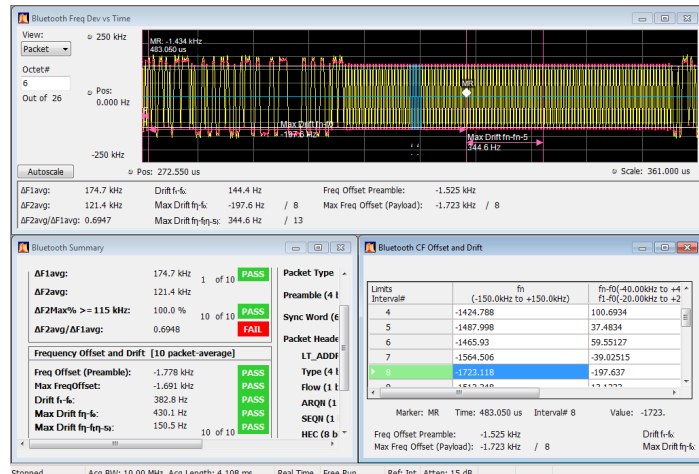 Bluetooth Freq Dev vs Time
View:
Packet
Octet#
6
Out of 26
250 kHz
Pos:
0.000 Hz
-250 kHz
MR: -1.434 kHz
483.050 us
MR
Max Drift fn-f0
-197.6 Hz
Max Drift fn-fn-5
344.6 Hz
Autoscale
Pos: 272.550 us
Scale: 361.000 us
ΔF1avg: 174.7 kHz Drift f₁-f₀: 144.4 Hz Freq Offset Preamble: -1.525 kHz
ΔF2avg: 121.4 kHz Max Drift fn-f₀: -197.6 Hz / 8 Max Freq Offset (Payload): -1.723 kHz / 8
ΔF2avg/ΔF1avg: 0.6947 Max Drift fn-f(n-5): 344.6 Hz / 13
Bluetooth Summary
ΔF1avg: 174.7 kHz 1 of 10 PASS
ΔF2avg: 121.4 kHz
ΔF2Max% >= 115 kHz: 100.0 % 10 of 10 PASS
ΔF2avg/ΔF1avg: 0.6948 FAIL
Frequency Offset and Drift [10 packet-average]
Freq Offset (Preamble): -1.778 kHz PASS
Max FreqOffset: -1.691 kHz PASS
Drift f₁-f₀: 382.8 Hz PASS
Max Drift fn-f₀: 430.1 Hz PASS
Max Drift fn-f(n-5): 150.5 Hz 10 of 10 PASS
Packet Type
Preamble (4 b
Sync Word (6
Packet Heade
LT_ADDR
Type (4 b
Flow (1 b
ARQN (1
SEQN (1
HEC (8 b
Bluetooth CF Offset and Drift
Limits
Interval#
fn
(-150.0kHz to +150.0kHz)
fn-f0(-40.00kHz to +4
f1-f0(-20.00kHz to +2
4 -1424.788 100.6934
5 -1487.998 37.4834
6 -1465.93 59.55127
7 -1564.506 -39.02515
8 -1723.118 -197.637
Marker: MR Time: 483.050 us Interval# 8 Value: -1723.
Freq Offset Preamble: -1.525 kHz Drift f₁-f₀:
Max Freq Offset (Payload): -1.723 kHz / 8 Max Drift fn-f₀:
Stopped Acq BW: 10.00 MHz, Acq Length: 4.108 ms Real Time Free Run Ref: Int Atten: 15 dB